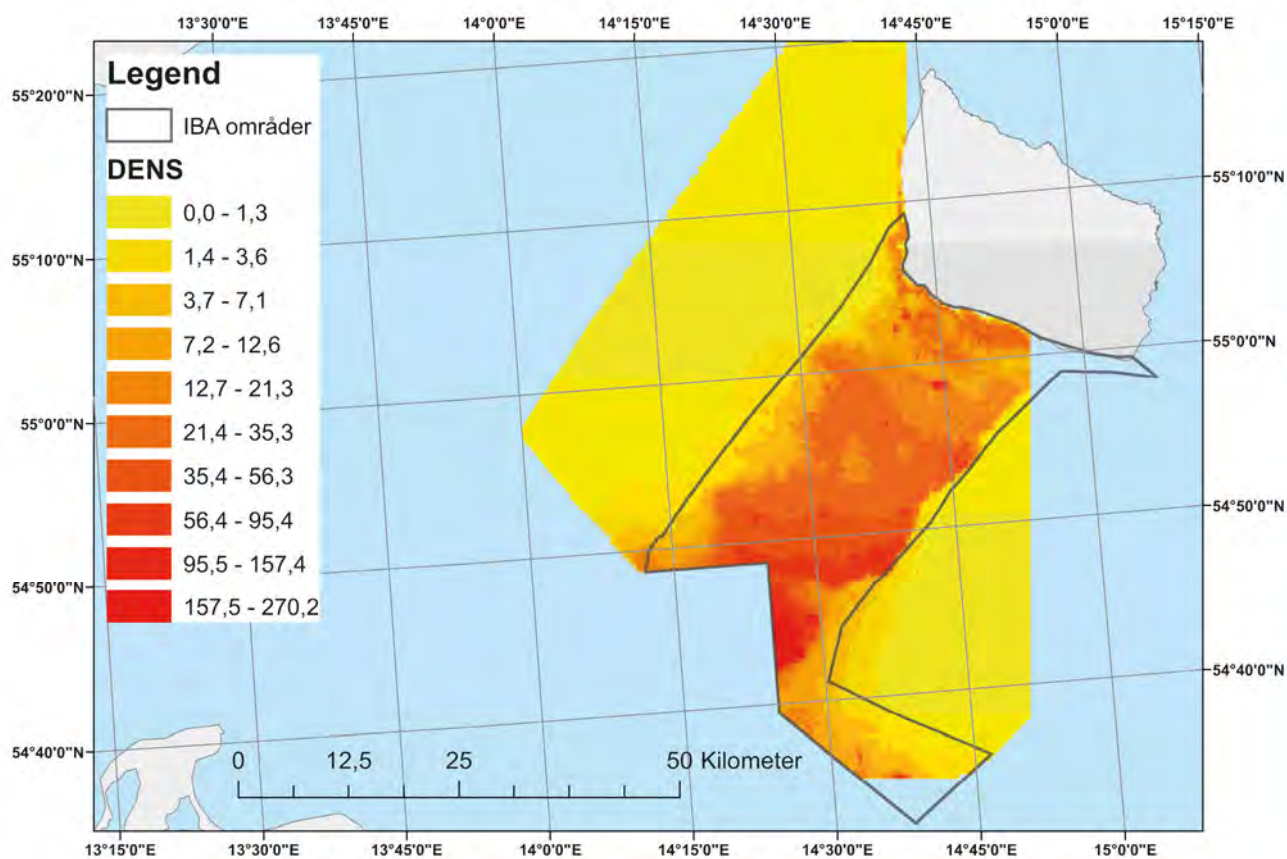 13°30'0"E 13°45'0"E 14°0'0"E 14°15'0"E 14°30'0"E 14°45'0"E 15°0'0"E 15°15'0"E
Legend
IBA områder
DENS
0,0 - 1,3
1,4 - 3,6
3,7 - 7,1
7,2 - 12,6
12,7 - 21,3
21,4 - 35,3
35,4 - 56,3
56,4 - 95,4
95,5 - 157,4
157,5 - 270,2
55°20'0"N
55°10'0"N
55°0'0"N
54°50'0"N
54°40'0"N
55°10'0"N
55°0'0"N
54°50'0"N
54°40'0"N
0 12,5 25 50 Kilometer
13°15'0"E 13°30'0"E 13°45'0"E 14°0'0"E 14°15'0"E 14°30'0"E 14°45'0"E 15°0'0"E